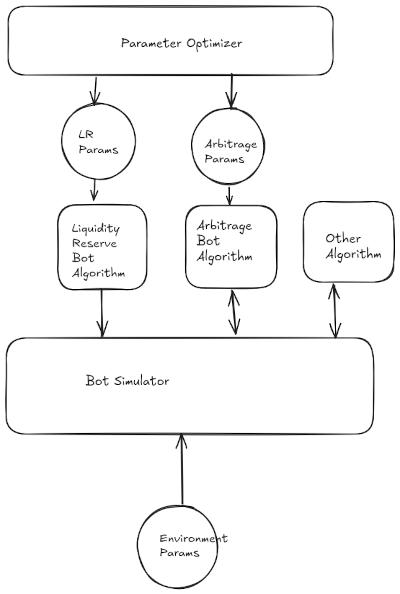 Parameter Optimizer
LR
Params
Arbitrage
Params
Liquidity
Reserve
Bot
Algorithm
Arbitrage
Bot
Algorithm
Other
Algorithm
Bot Simulator
Environment
Params